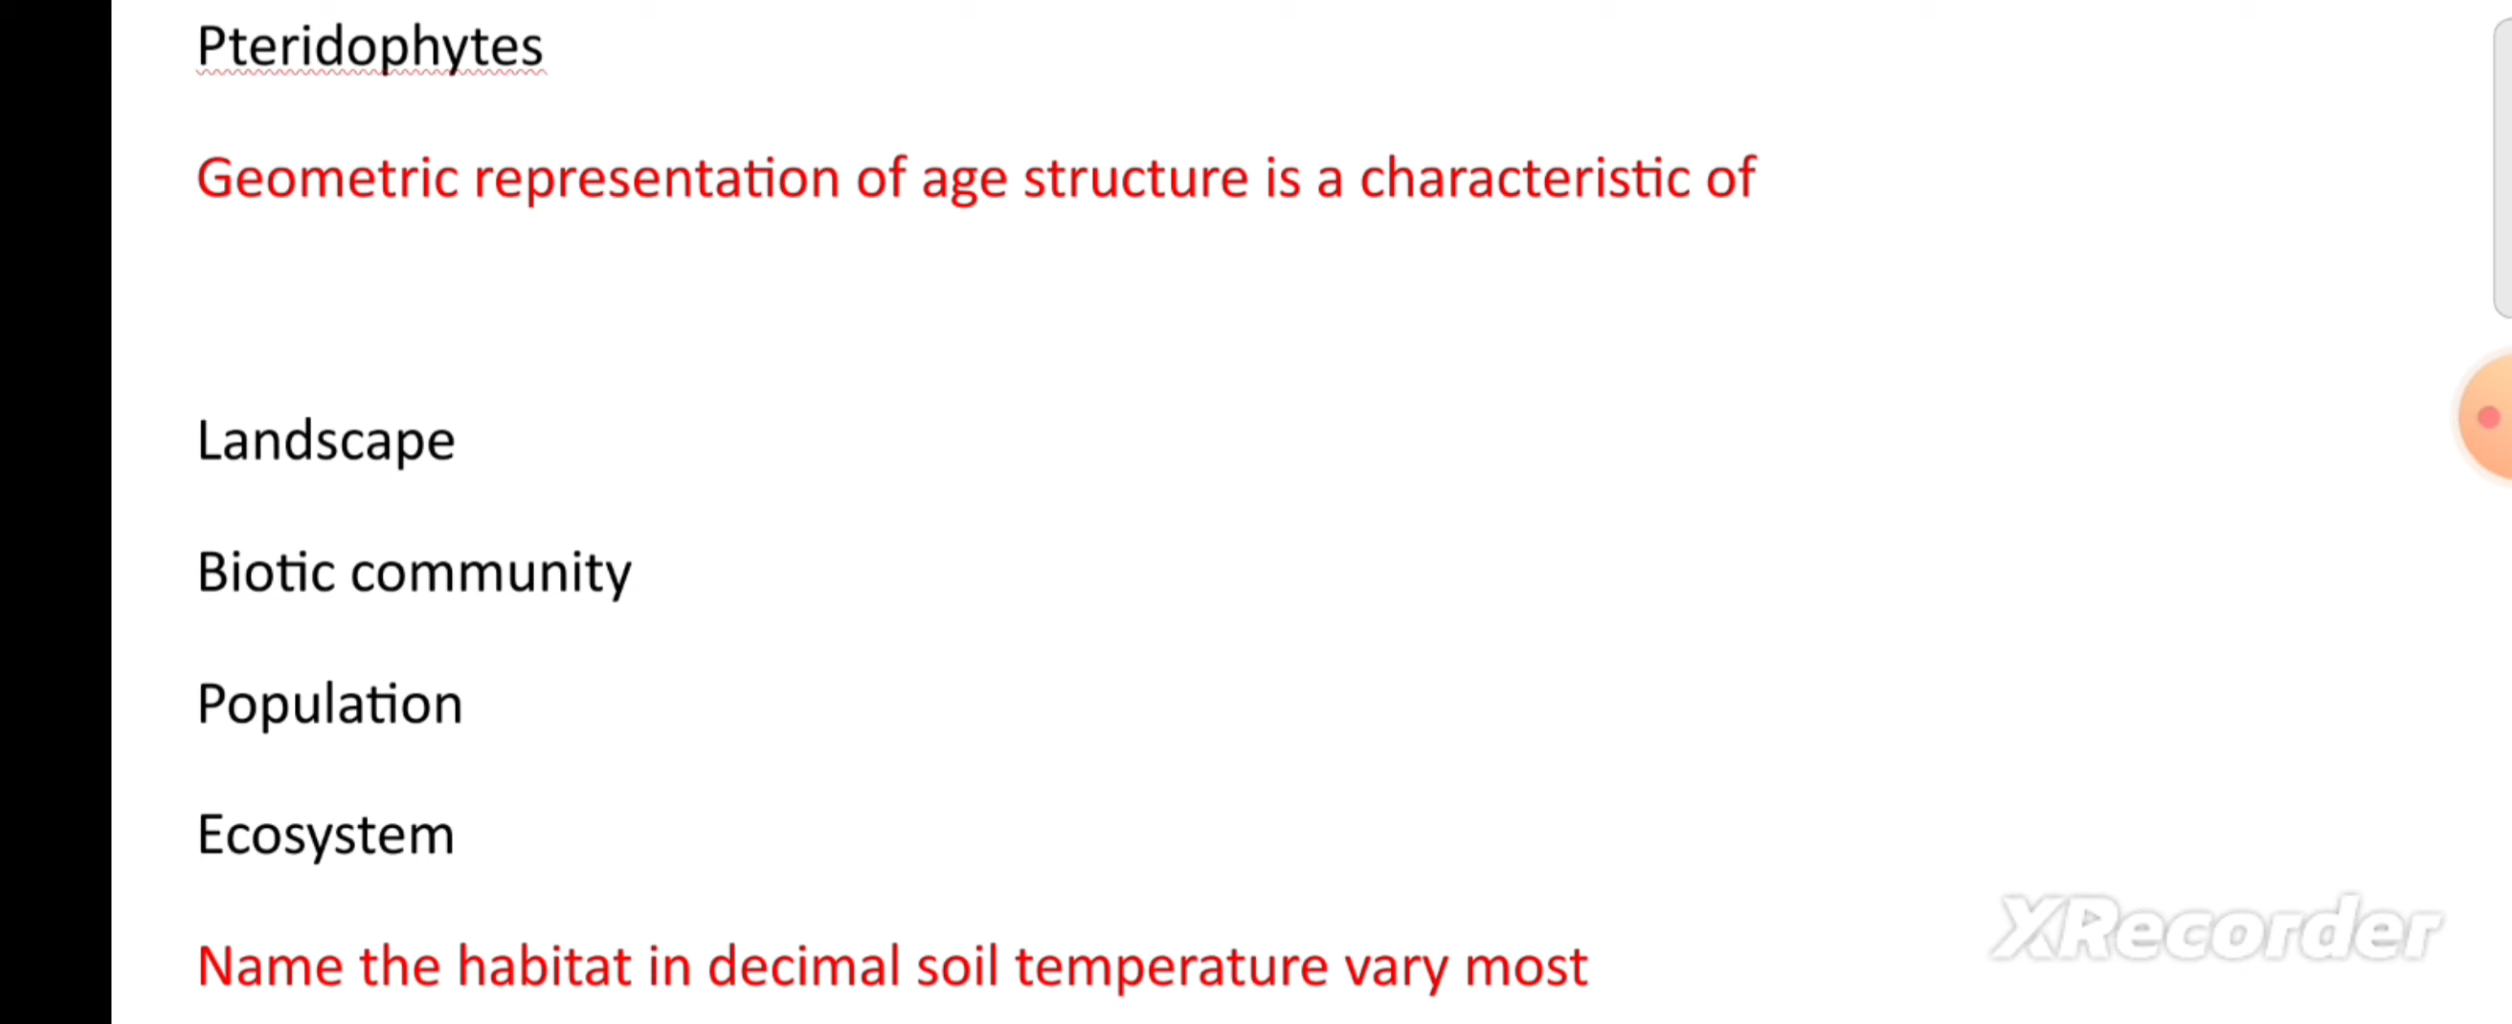 Pteridophytes
Geometric representation of age structure is a characteristic of
Landscape
Biotic community
Population
Ecosystem
Name the habitat in decimal soil temperature vary most
XRecorder